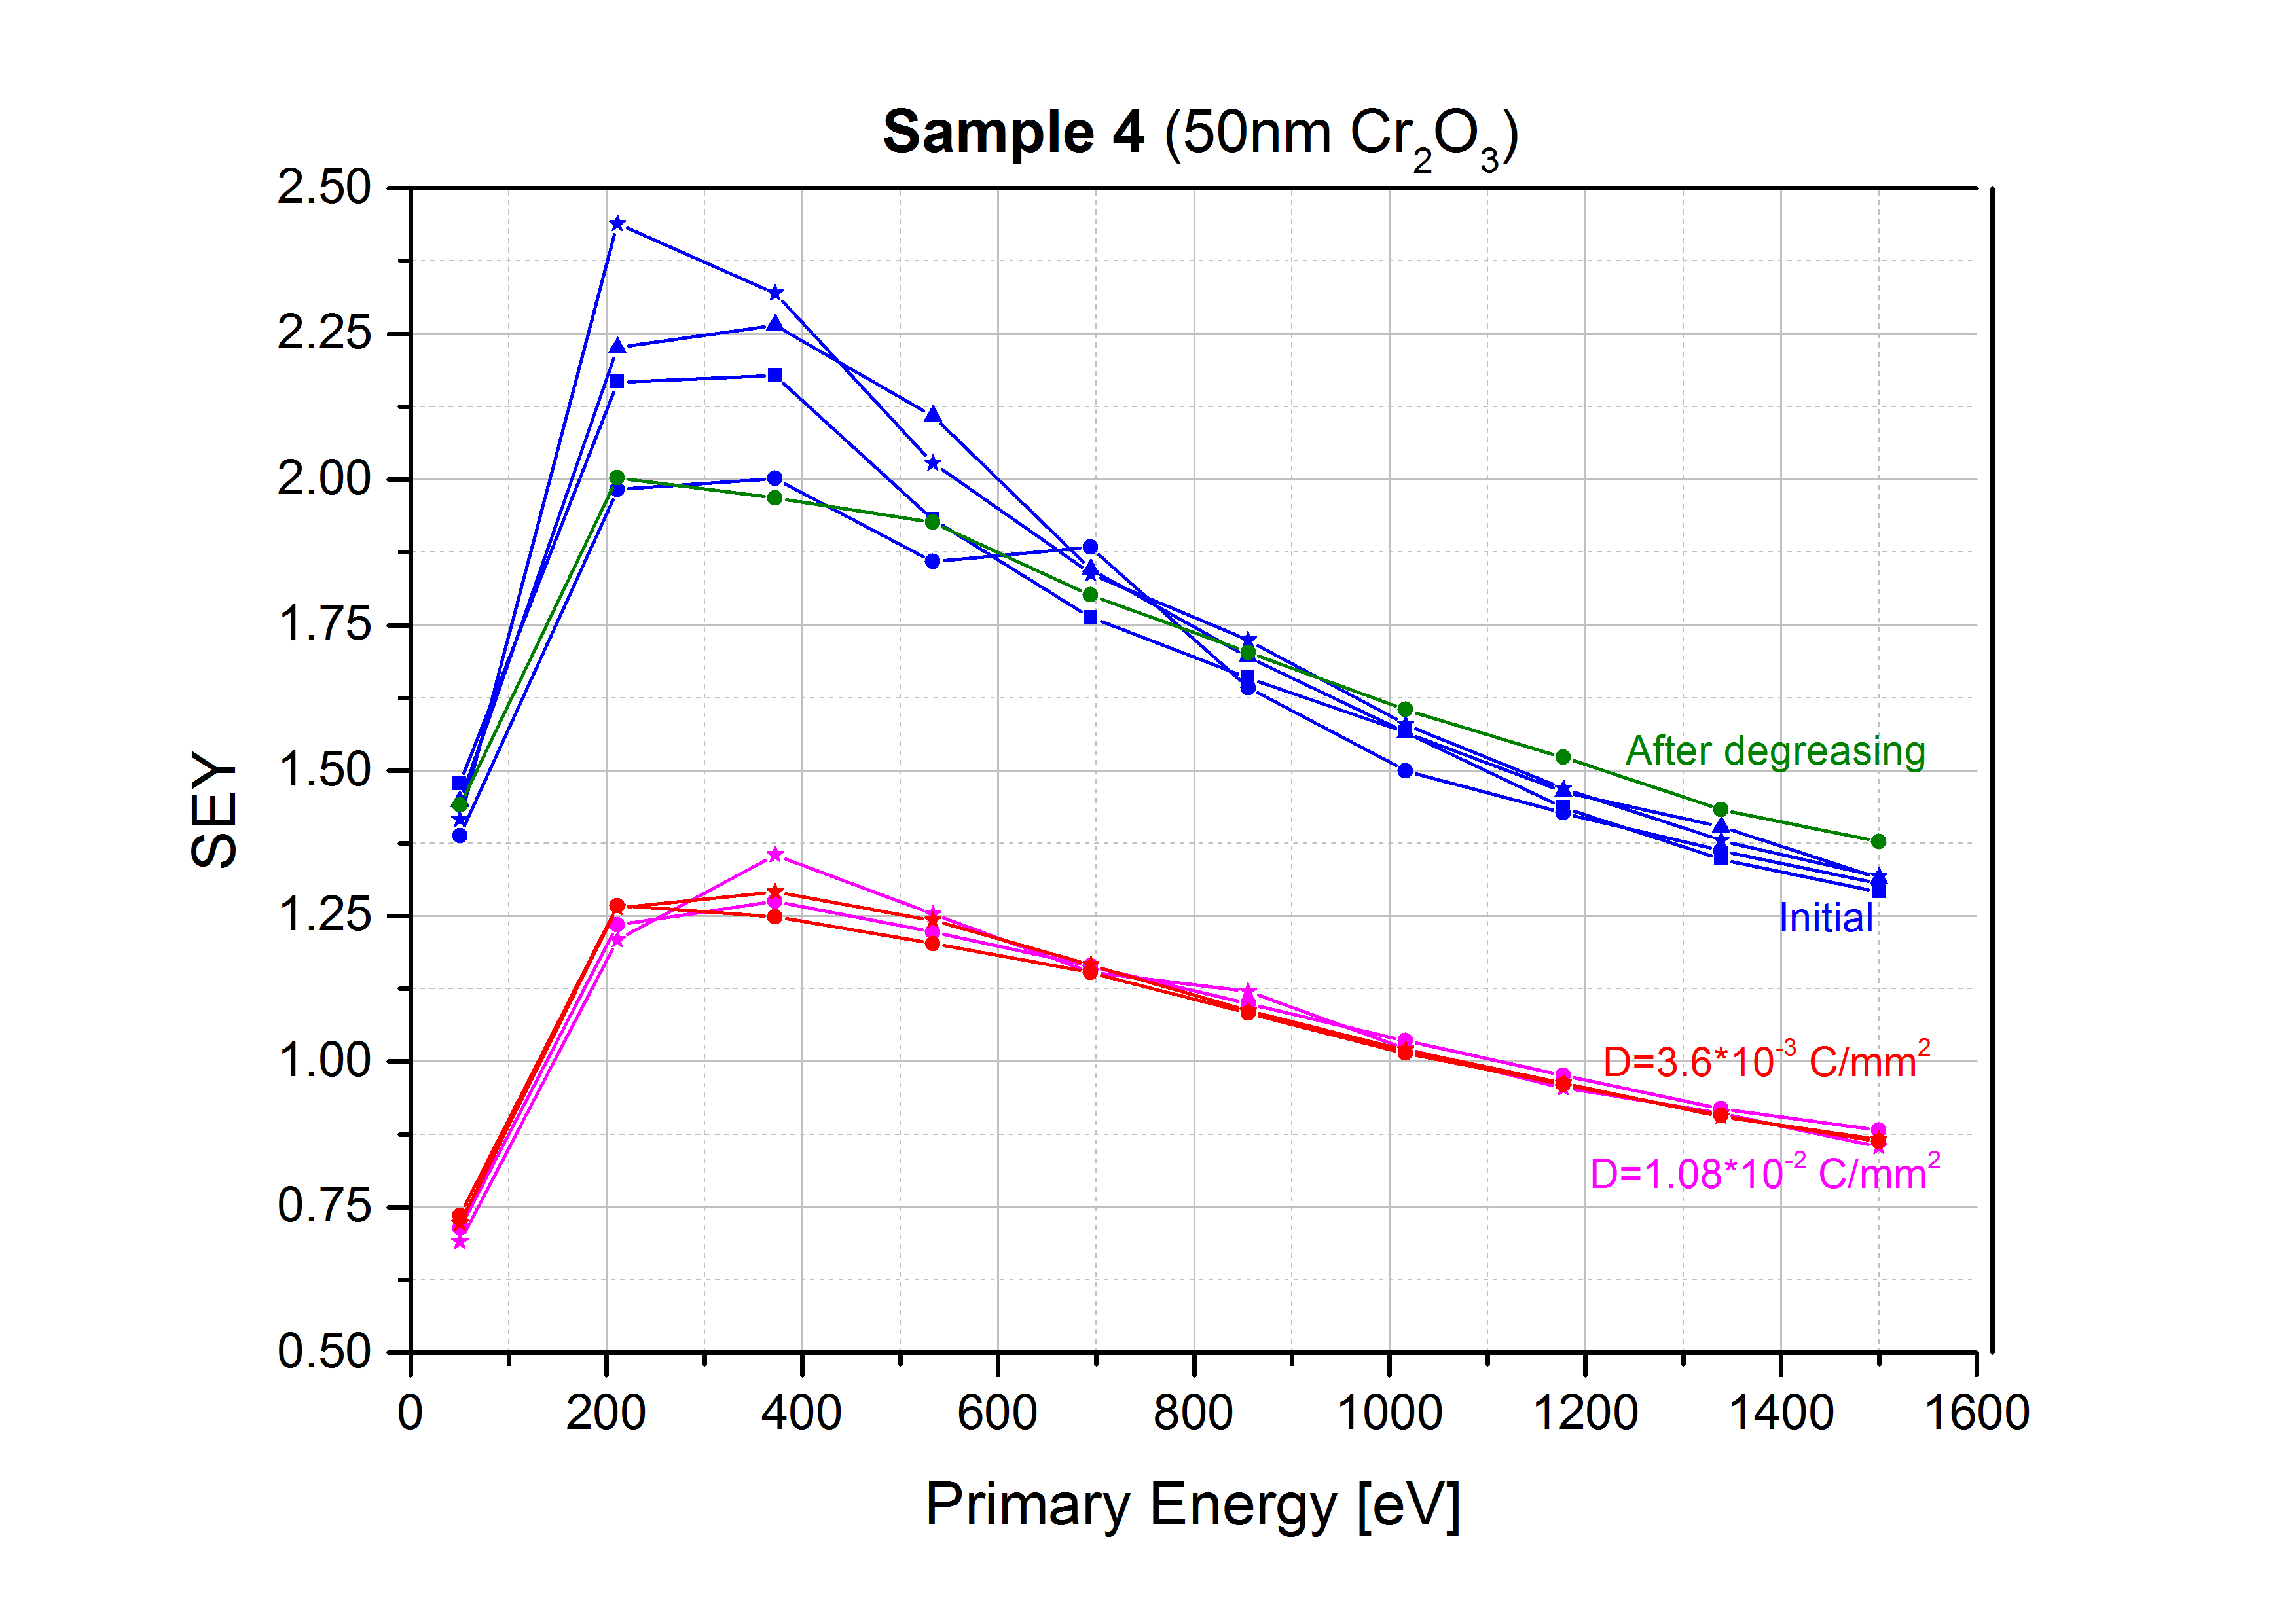 Sample 4 (50nm Cr₂O₃)
2.50
2.25
2.00
1.75
1.50
1.25
1.00
0.75
0.50
SEY
After degreasing
Initial
D=3.6*10⁻³ C/mm²
D=1.08*10⁻² C/mm²
0 200 400 600 800 1000 1200 1400 1600
Primary Energy [eV]